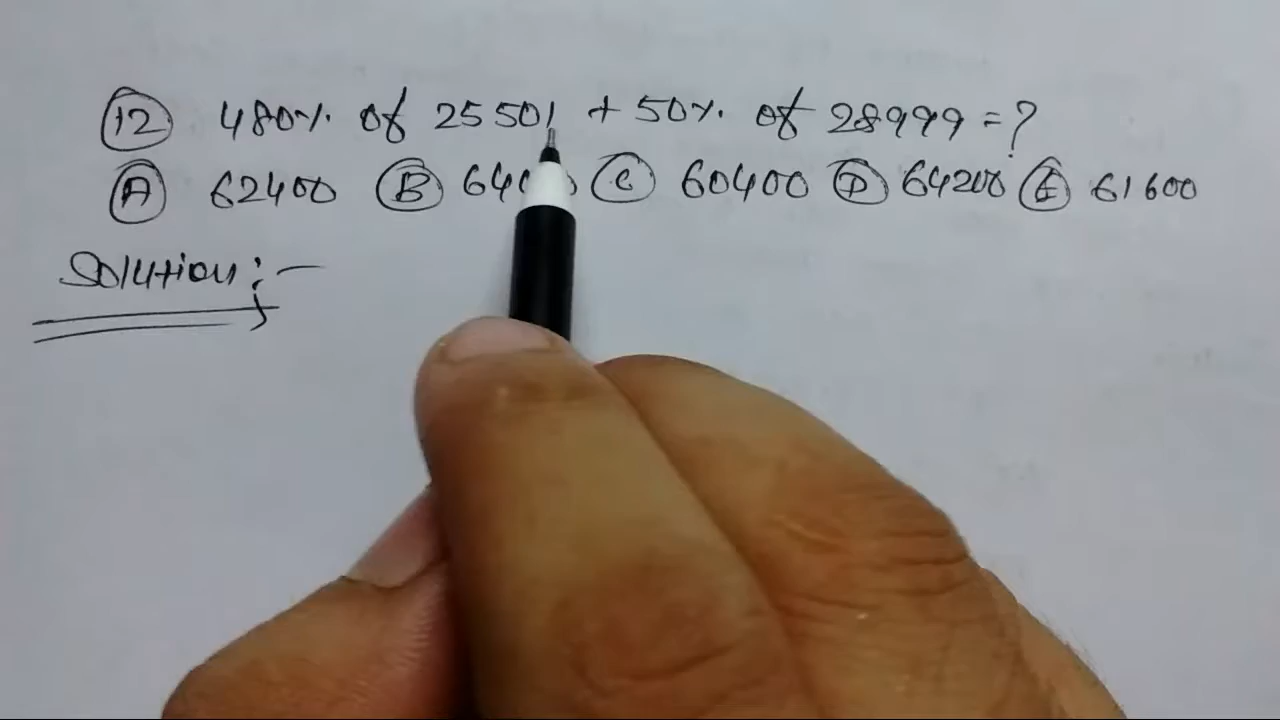 12 480% of 25501 + 50% of 28999 = ?
A 62400 B C 60400 D 64200 E 61600
Solution :-